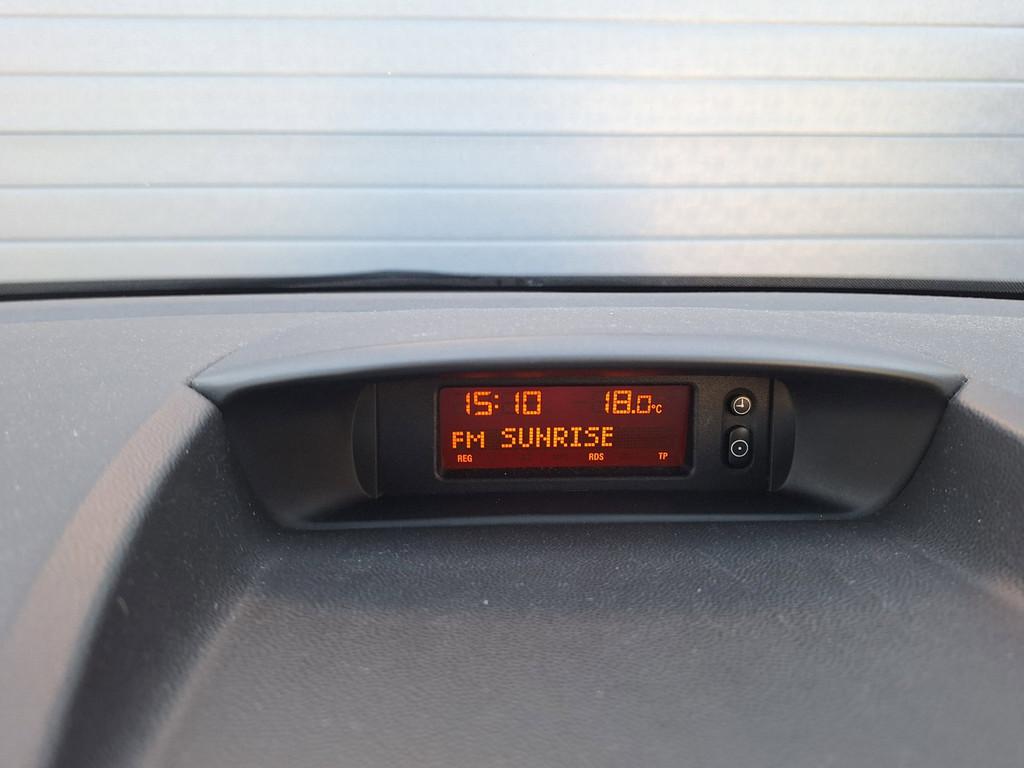 15:10 18.0°C
FM SUNRISE
REG RDS TP